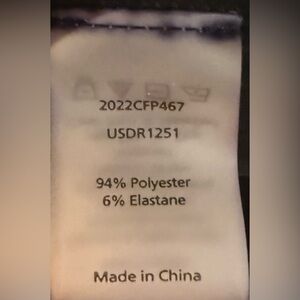 2022CFP467
USDR1251
94% Polyester
6% Elastane
Made in China